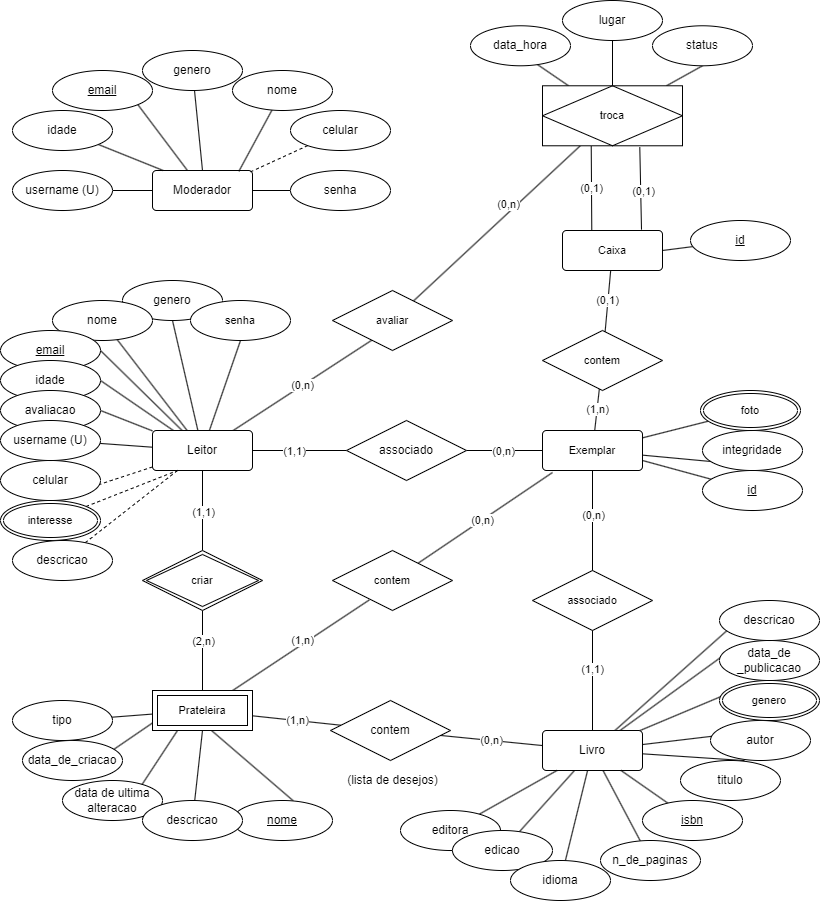 lugar
data_hora
status
genero
email
nome
troca
idade
celular
username (U)
Moderador
senha
(0,1)
(0,1)
(0,n)
Caixa
id
genero
nome
senha
(0,1)
avaliar
email
contem
idade
(0,n)
avaliacao
(1,n)
foto
username (U)
Leitor
(1,1)
associado
(0,n)
Exemplar
integridade
celular
id
interesse
(1,1)
(0,n)
(0,n)
descricao
criar
contem
associado
descricao
(2,n)
(1,n)
data_de
_publicacao
(1,1)
genero
tipo
Prateleira
(1,n)
contem
(0,n)
Livro
autor
data_de_criacao
(lista de desejos)
titulo
data de ultima
alteracao
descricao
nome
editora
isbn
edicao
n_de_paginas
idioma